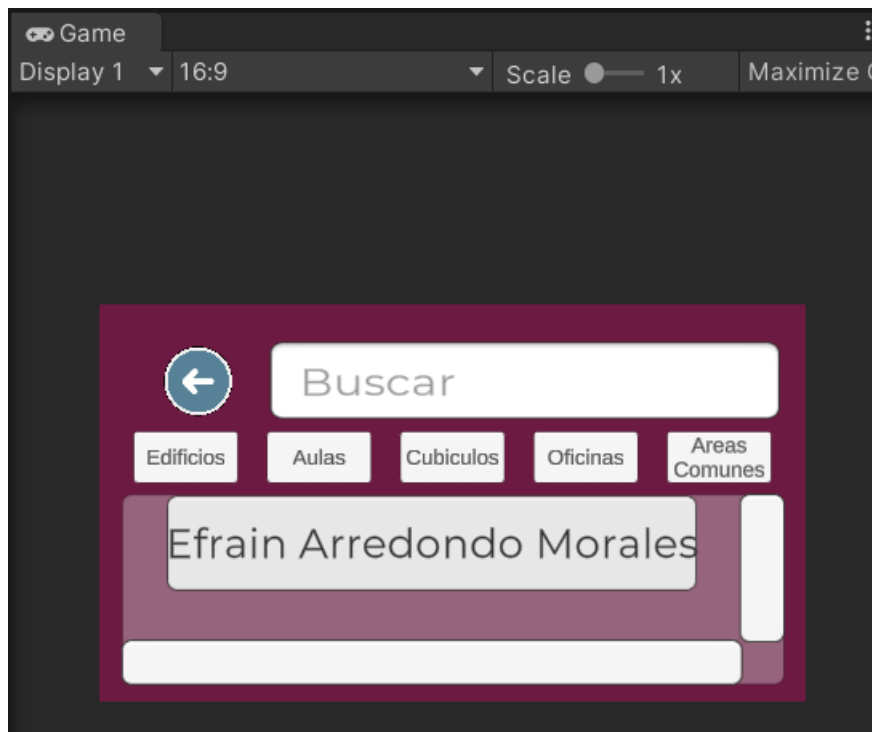 Game
Display 1 16:9 Scale 1x Maximize
Buscar
Edificios Aulas Cubiculos Oficinas Areas Comunes
Efrain Arredondo Morales